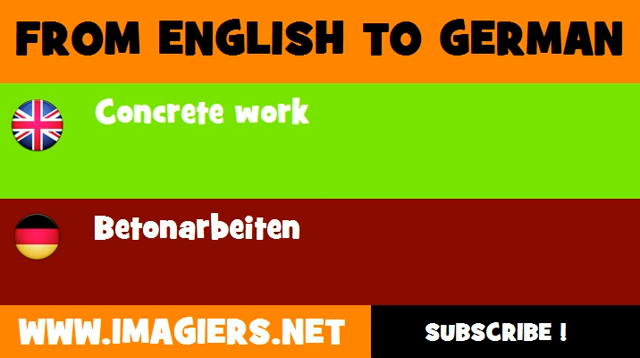 FROM ENGLISH TO GERMAN
Concrete work
Betonarbeiten
WWW.IMAGIERS.NET
SUBSCRIBE !